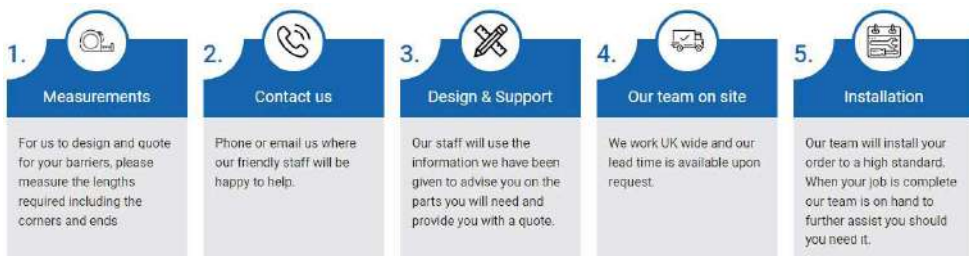 1.
Measurements
For us to design and quote
for your barriers, please
measure the lengths
required including the
corners and ends
2.
Contact us
Phone or email us where
our friendly staff will be
happy to help.
3.
Design & Support
Our staff will use the
information we have been
given to advise you on the
parts you will need and
provide you with a quote.
4.
Our team on site
We work UK wide and our
lead time is available upon
request.
5.
Installation
Our team will install your
order to a high standard.
When your job is complete
our team is on hand to
further assist you should
you need it.